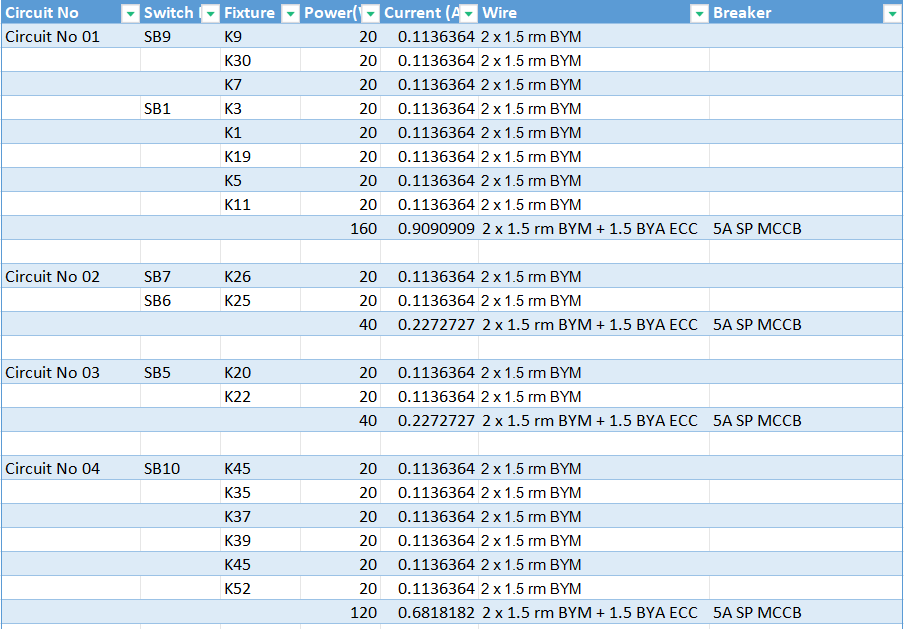 Circuit No Switch Fixture Power( Current (A Wire Breaker
Circuit No 01 SB9 K9 20 0.1136364 2 x 1.5 rm BYM
K30 20 0.1136364 2 x 1.5 rm BYM
K7 20 0.1136364 2 x 1.5 rm BYM
SB1 K3 20 0.1136364 2 x 1.5 rm BYM
K1 20 0.1136364 2 x 1.5 rm BYM
K19 20 0.1136364 2 x 1.5 rm BYM
K5 20 0.1136364 2 x 1.5 rm BYM
K11 20 0.1136364 2 x 1.5 rm BYM
160 0.9090909 2 x 1.5 rm BYM + 1.5 BYA ECC 5A SP MCCB
Circuit No 02 SB7 K26 20 0.1136364 2 x 1.5 rm BYM
SB6 K25 20 0.1136364 2 x 1.5 rm BYM
40 0.2272727 2 x 1.5 rm BYM + 1.5 BYA ECC 5A SP MCCB
Circuit No 03 SB5 K20 20 0.1136364 2 x 1.5 rm BYM
K22 20 0.1136364 2 x 1.5 rm BYM
40 0.2272727 2 x 1.5 rm BYM + 1.5 BYA ECC 5A SP MCCB
Circuit No 04 SB10 K45 20 0.1136364 2 x 1.5 rm BYM
K35 20 0.1136364 2 x 1.5 rm BYM
K37 20 0.1136364 2 x 1.5 rm BYM
K39 20 0.1136364 2 x 1.5 rm BYM
K45 20 0.1136364 2 x 1.5 rm BYM
K52 20 0.1136364 2 x 1.5 rm BYM
120 0.6818182 2 x 1.5 rm BYM + 1.5 BYA ECC 5A SP MCCB